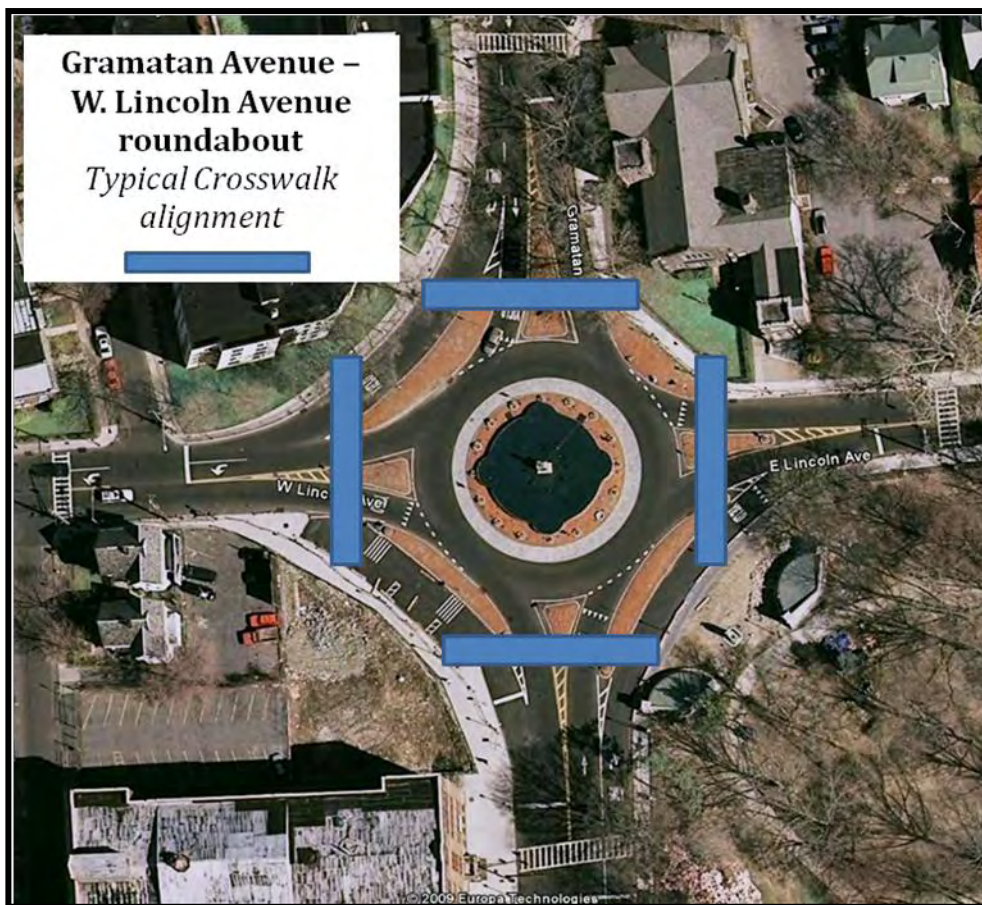 Gramatan Avenue –
W. Lincoln Avenue
roundabout
Typical Crosswalk
alignment
Gramatan
W Lincoln Ave
E Lincoln Ave
© 2009 Europa Technologies